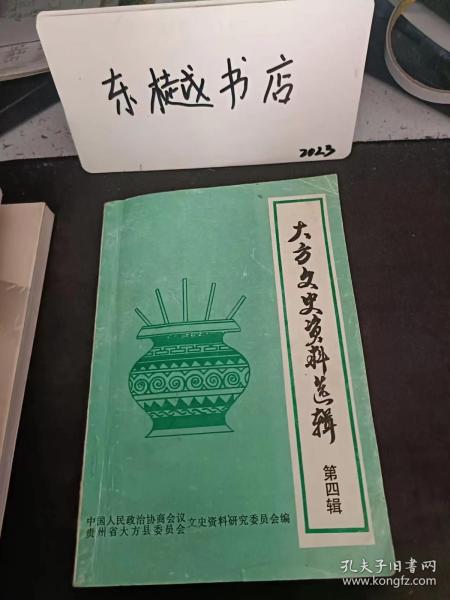 东樾书店
2023
大方文史资料选辑
第四辑
中国人民政治协商会议
贵州省大方县委员会
文史资料研究委员会编
孔夫子旧书网
www.kongfz.com